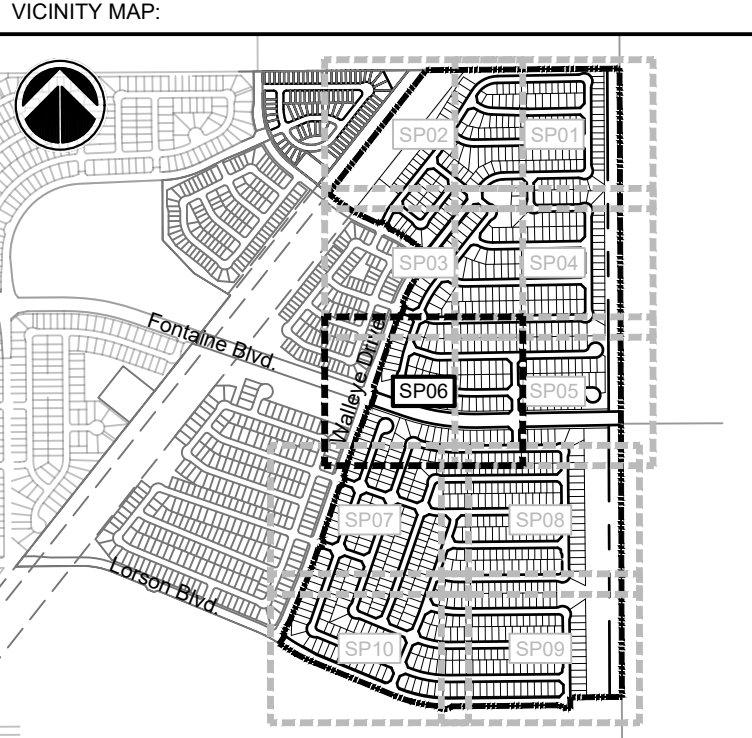 VICINITY MAP:
SP02
SP01
SP03
SP04
Fontaine Blvd.
Walleye Drive
SP06
SP05
SP07
SP08
Lorson Blvd.
SP10
SP09